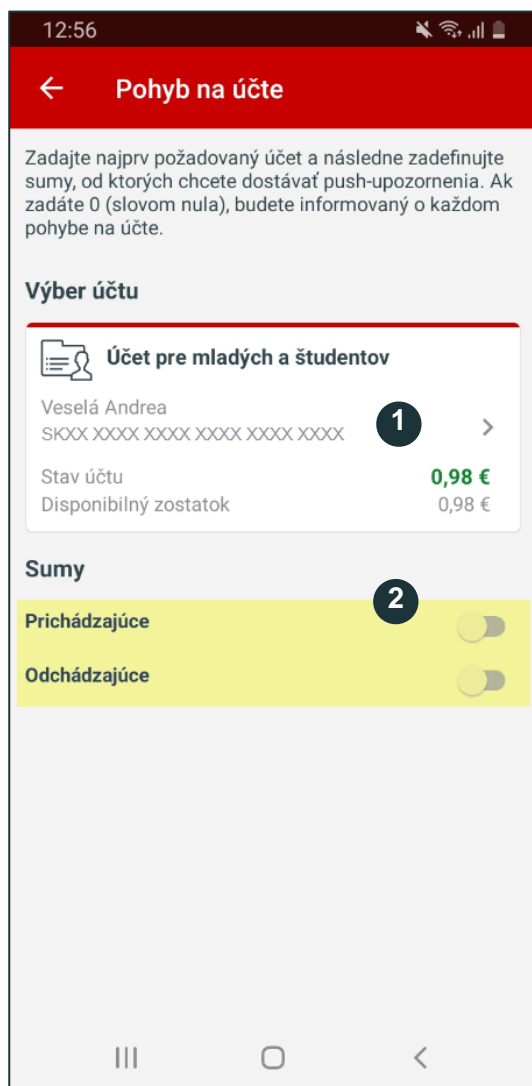 12:56
Pohyb na účte
Zadajte najprv požadovaný účet a následne zadefinujte
sumy, od ktorých chcete dostávať push-upozornenia. Ak
zadáte 0 (slovom nula), budete informovaný o každom
pohybe na účte.
Výber účtu
Účet pre mladých a študentov
Veselá Andrea
SKXX XXXX XXXX XXXX XXXX XXXX
1
Stav účtu 0,98 €
Disponibilný zostatok 0,98 €
Sumy
2
Prichádzajúce
Odchádzajúce